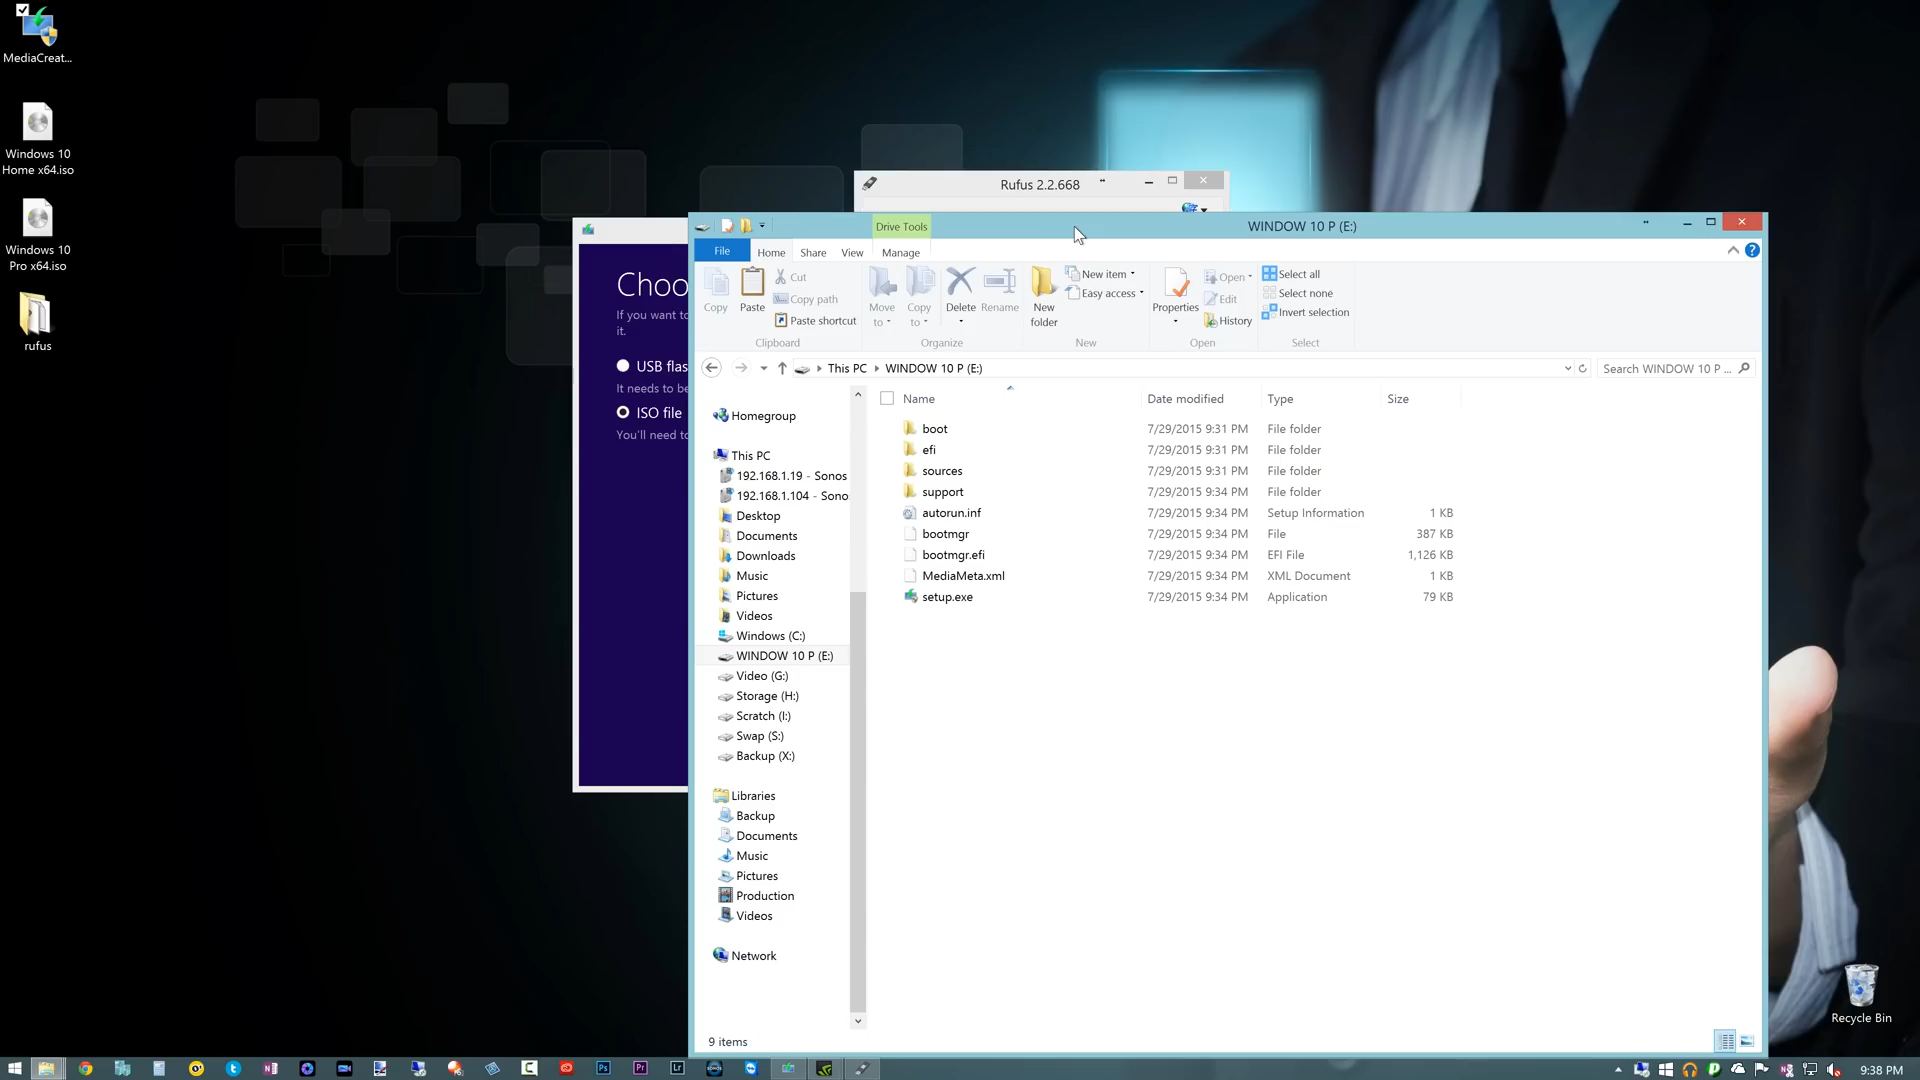 MediaCreat...
Windows 10
Home x64.iso
Windows 10
Pro x64.iso
rufus
Rufus 2.2.668
Choo
If you want to
it.
USB flas
It needs to be
ISO file
You'll need to
Drive Tools
WINDOW 10 P (E:)
File
Home
Share
View
Manage
Copy
Paste
Cut
Copy path
Paste shortcut
Clipboard
Move
to
Copy
to
Delete
Rename
Organize
New
folder
New item
Easy access
New
Properties
Open
Edit
History
Open
Select all
Select none
Invert selection
Select
This PC
WINDOW 10 P (E:)
Search WINDOW 10 P ...
Name
Date modified
Type
Size
boot 7/29/2015 9:31 PM File folder
efi 7/29/2015 9:31 PM File folder
sources 7/29/2015 9:31 PM File folder
support 7/29/2015 9:34 PM File folder
autorun.inf 7/29/2015 9:34 PM Setup Information 1 KB
bootmgr 7/29/2015 9:34 PM File 387 KB
bootmgr.efi 7/29/2015 9:34 PM EFI File 1,126 KB
MediaMeta.xml 7/29/2015 9:34 PM XML Document 1 KB
setup.exe 7/29/2015 9:34 PM Application 79 KB
Homegroup
This PC
192.168.1.19 - Sonos
192.168.1.104 - Sono
Desktop
Documents
Downloads
Music
Pictures
Videos
Windows (C:)
WINDOW 10 P (E:)
Video (G:)
Storage (H:)
Scratch (I:)
Swap (S:)
Backup (X:)
Libraries
Backup
Documents
Music
Pictures
Production
Videos
Network
9 items
Recycle Bin
Ps
Pr
Lr
SONOS
9:38 PM